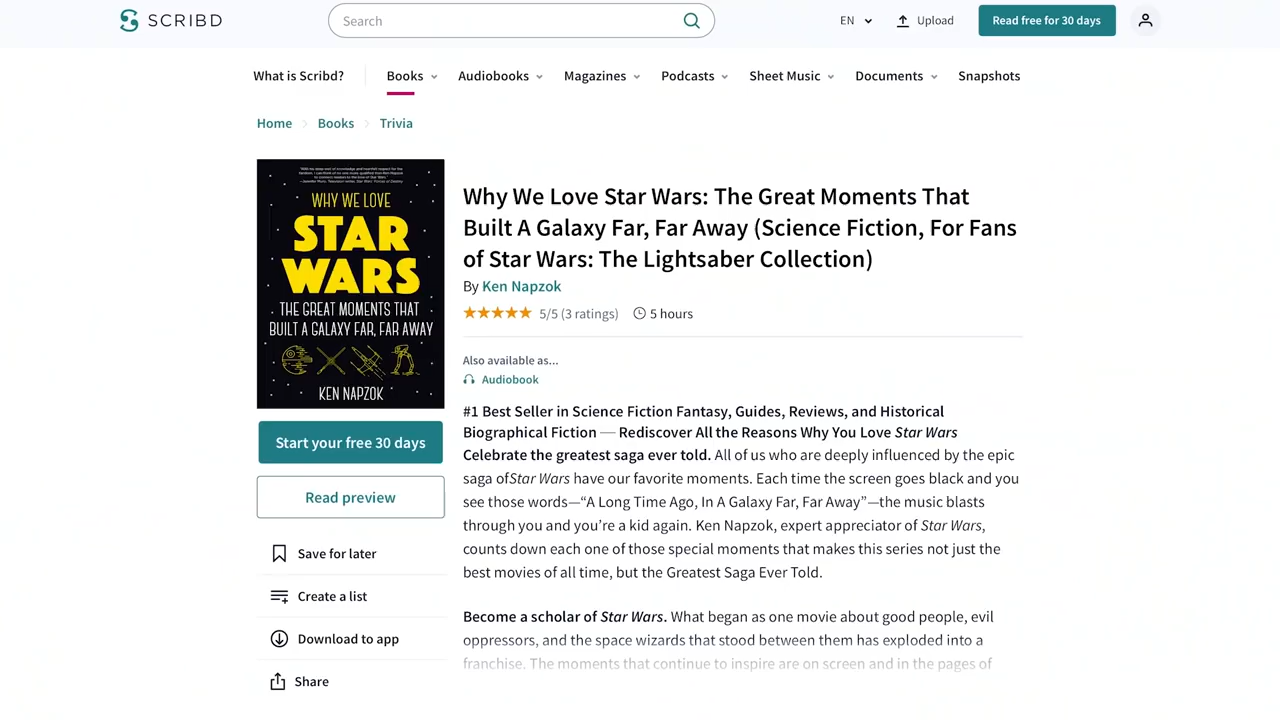 SCRIBD
Search
EN
Upload
Read free for 30 days
What is Scribd?
Books
Audiobooks
Magazines
Podcasts
Sheet Music
Documents
Snapshots
Home
Books
Trivia
WHY WE LOVE
STAR
WARS
THE GREAT MOMENTS THAT
BUILT A GALAXY FAR, FAR AWAY
KEN NAPZOK
Start your free 30 days
Read preview
Save for later
Create a list
Download to app
Share
Why We Love Star Wars: The Great Moments That
Built A Galaxy Far, Far Away (Science Fiction, For Fans
of Star Wars: The Lightsaber Collection)
By Ken Napzok
5/5 (3 ratings)
5 hours
Also available as...
Audiobook
#1 Best Seller in Science Fiction Fantasy, Guides, Reviews, and Historical
Biographical Fiction — Rediscover All the Reasons Why You Love Star Wars
Celebrate the greatest saga ever told. All of us who are deeply influenced by the epic
saga ofStar Wars have our favorite moments. Each time the screen goes black and you
see those words—“A Long Time Ago, In A Galaxy Far, Far Away”—the music blasts
through you and you’re a kid again. Ken Napzok, expert appreciator of Star Wars,
counts down each one of those special moments that makes this series not just the
best movies of all time, but the Greatest Saga Ever Told.
Become a scholar of Star Wars. What began as one movie about good people, evil
oppressors, and the space wizards that stood between them has exploded into a
franchise. The moments that continue to inspire are on screen and in the pages of